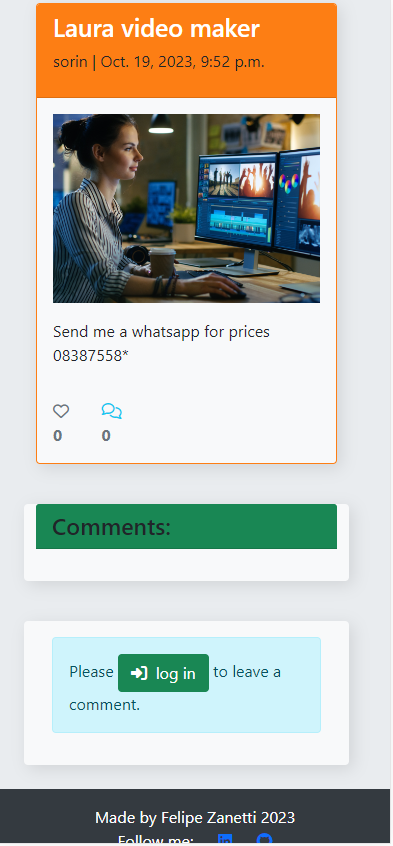 Laura video maker
sorin | Oct. 19, 2023, 9:52 p.m.
Send me a whatsapp for prices
08387558*
0 0
Comments:
Please log in to leave a
comment.
Made by Felipe Zanetti 2023
Follow me: